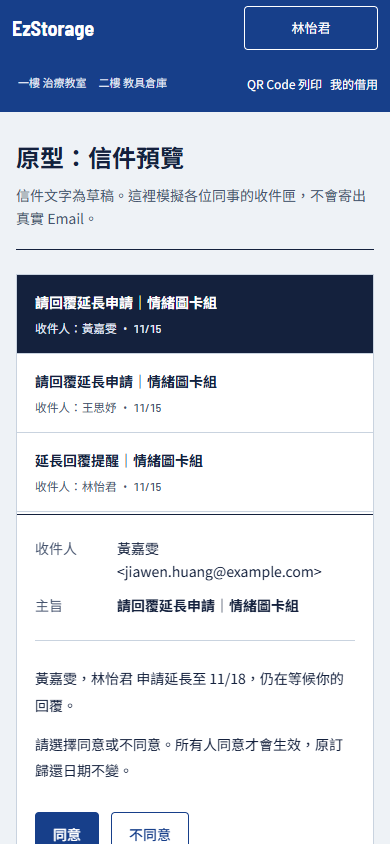 EzStorage
林怡君
一樓 治療教室 二樓 教具倉庫
QR Code 列印 我的借用
原型：信件預覽
信件文字為草稿。這裡模擬各位同事的收件匣，不會寄出
真實 Email。
請回覆延長申請｜情緒圖卡組
收件人：黃嘉雯 · 11/15
請回覆延長申請｜情緒圖卡組
收件人：王思妤 · 11/15
延長回覆提醒｜情緒圖卡組
收件人：林怡君 · 11/15
收件人 黃嘉雯
<jiawen.huang@example.com>
主旨 請回覆延長申請｜情緒圖卡組
黃嘉雯，林怡君 申請延長至 11/18，仍在等候你的
回覆。
請選擇同意或不同意。所有人同意才會生效，原訂
歸還日期不變。
同意 不同意